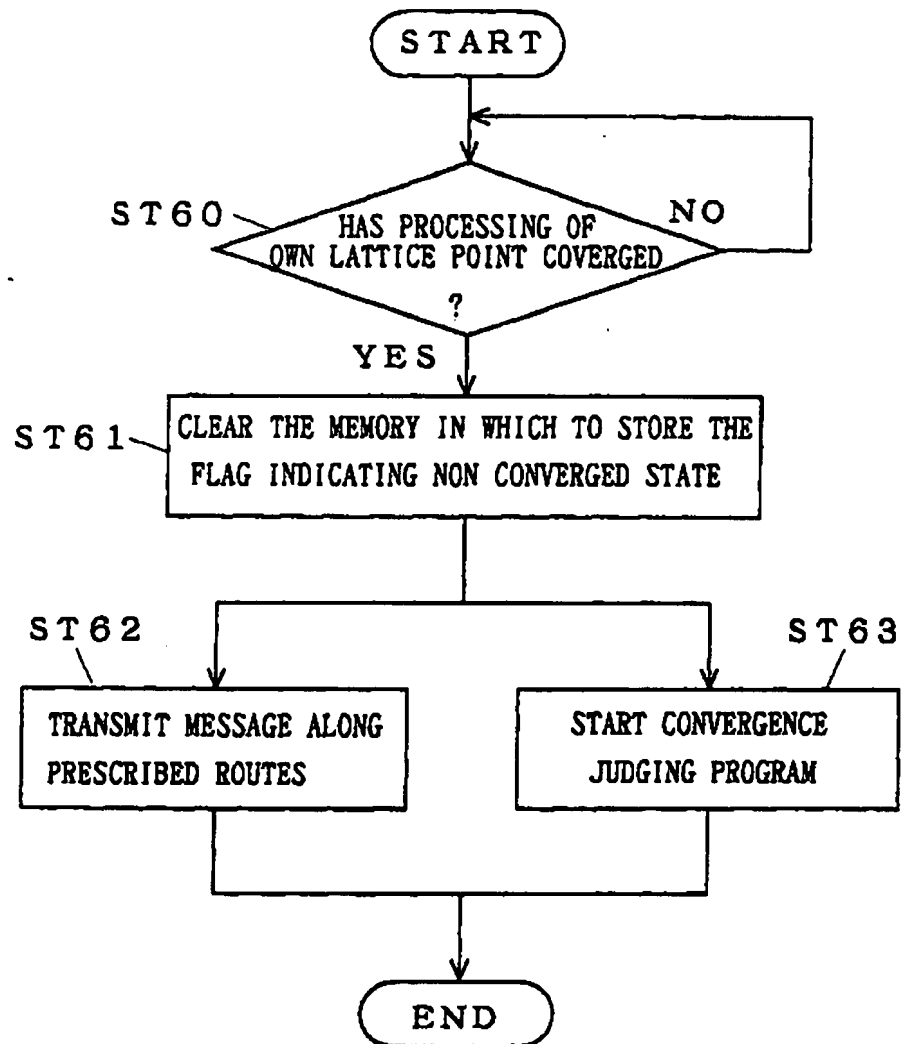 START
ST60
HAS PROCESSING OF
OWN LATTICE POINT COVERGED
?
NO
YES
ST61
CLEAR THE MEMORY IN WHICH TO STORE THE
FLAG INDICATING NON CONVERGED STATE
ST62
ST63
TRANSMIT MESSAGE ALONG
PRESCRIBED ROUTES
START CONVERGENCE
JUDGING PROGRAM
END